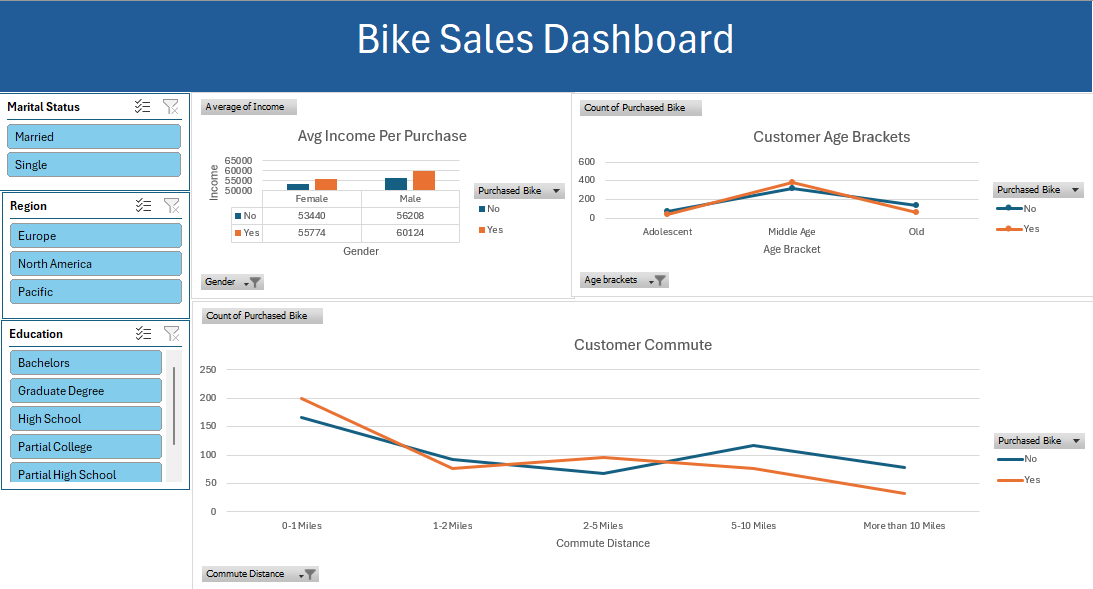 Bike Sales Dashboard
Marital Status
Married
Single
Region
Europe
North America
Pacific
Education
Bachelors
Graduate Degree
High School
Partial College
Partial High School
Average of Income
Avg Income Per Purchase
Income
65000
60000
55000
50000
Female Male
No 53440 56208
Yes 55774 60124
Gender
Purchased Bike
No
Yes
Gender
Count of Purchased Bike
Customer Age Brackets
600
400
200
0
Adolescent Middle Age Old
Age Bracket
Purchased Bike
No
Yes
Age brackets
Count of Purchased Bike
Customer Commute
250
200
150
100
50
0
0-1 Miles 1-2 Miles 2-5 Miles 5-10 Miles More than 10 Miles
Commute Distance
Purchased Bike
No
Yes
Commute Distance